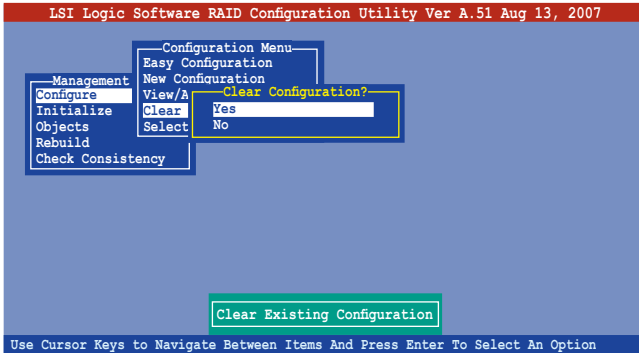 LSI Logic Software RAID Configuration Utility Ver A.51 Aug 13, 2007
Configuration Menu
Easy Configuration
New Configuration
View/A
Clear
Select
Management
Configure
Initialize
Objects
Rebuild
Check Consistency
Clear Configuration?
Yes
No
Clear Existing Configuration
Use Cursor Keys to Navigate Between Items And Press Enter To Select An Option